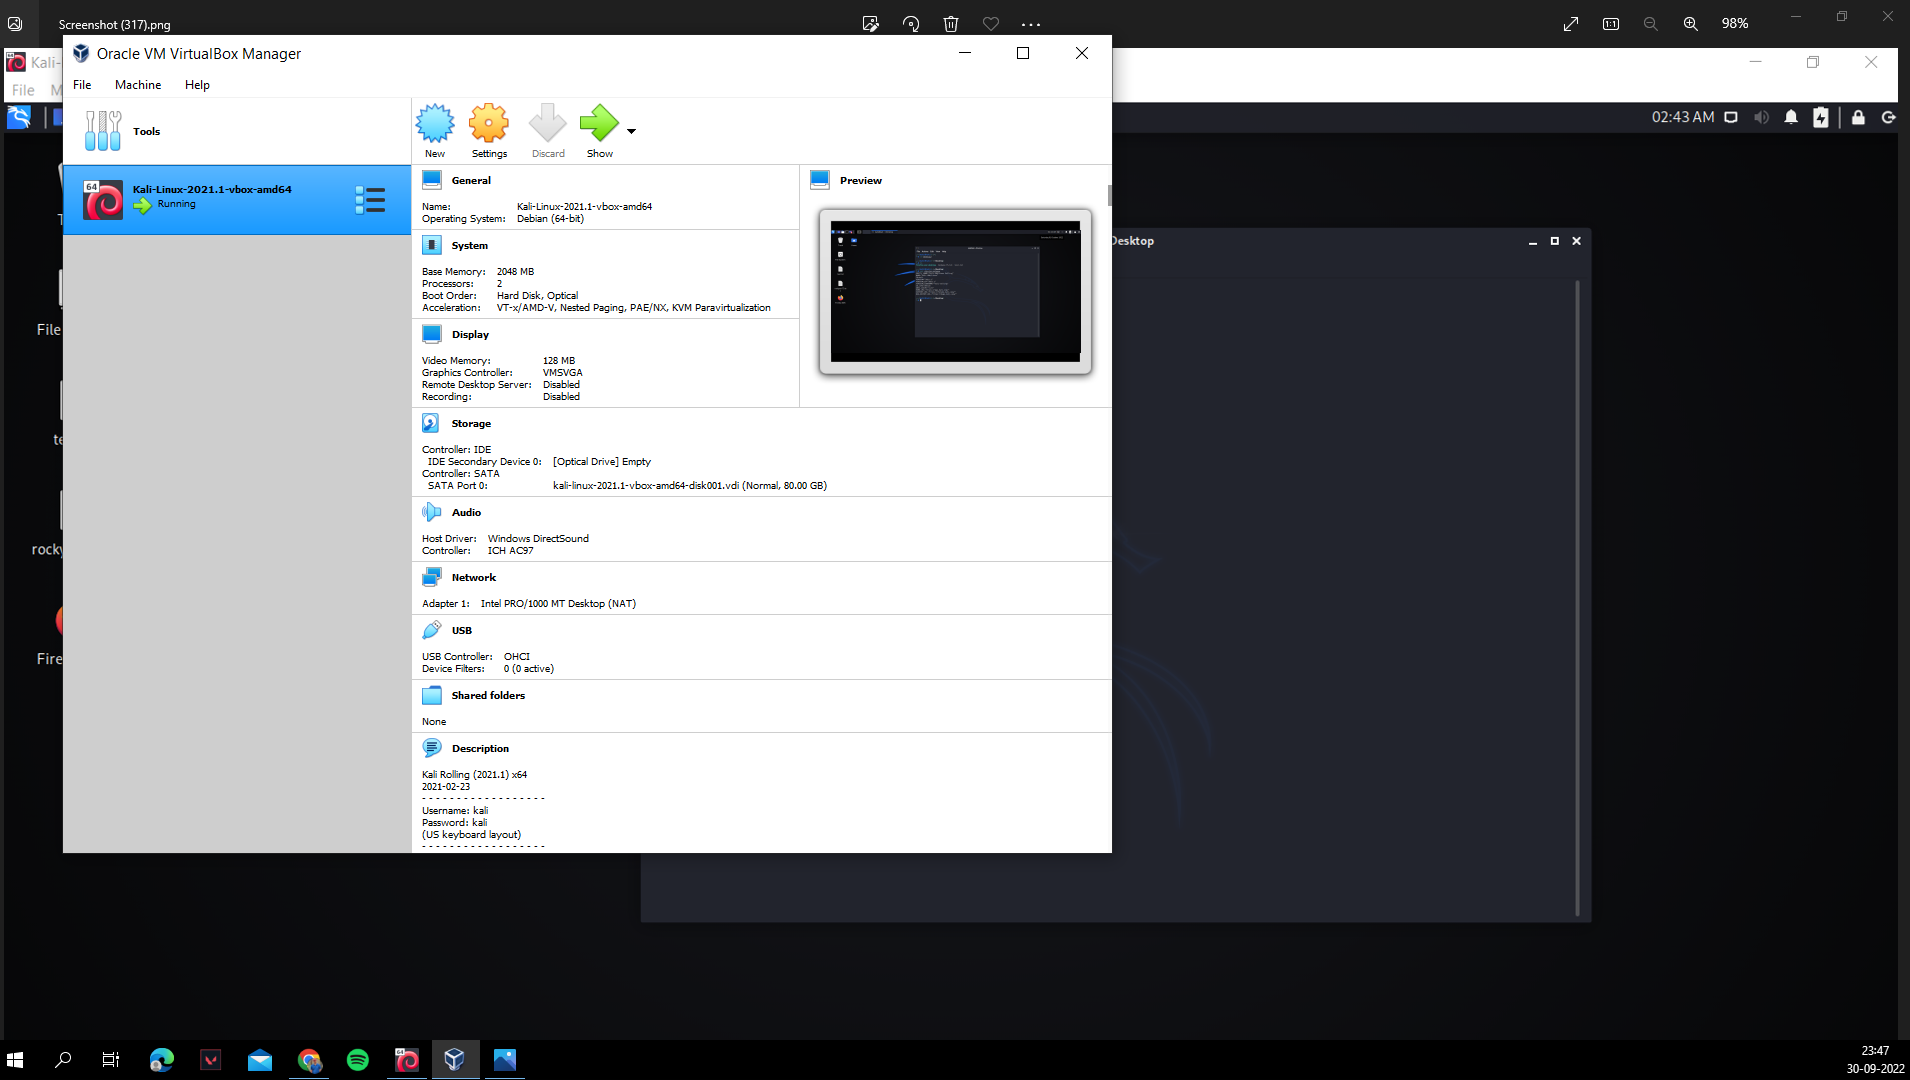 Screenshot (317).png
98%
Oracle VM VirtualBox Manager
Kali-
File Machine Help
File M
02:43 AM
Tools
New Settings Discard Show
64
Kali-Linux-2021.1-vbox-amd64
Running
General
Name: Kali-Linux-2021.1-vbox-amd64
Operating System: Debian (64-bit)
Preview
Desktop
System
Base Memory: 2048 MB
Processors: 2
Boot Order: Hard Disk, Optical
Acceleration: VT-x/AMD-V, Nested Paging, PAE/NX, KVM Paravirtualization
File
Display
Video Memory: 128 MB
Graphics Controller: VMSVGA
Remote Desktop Server: Disabled
Recording: Disabled
te
Storage
Controller: IDE
IDE Secondary Device 0: [Optical Drive] Empty
Controller: SATA
SATA Port 0: kali-linux-2021.1-vbox-amd64-disk001.vdi (Normal, 80.00 GB)
Audio
Host Driver: Windows DirectSound
Controller: ICH AC97
rocky
Network
Adapter 1: Intel PRO/1000 MT Desktop (NAT)
USB
USB Controller: OHCI
Device Filters: 0 (0 active)
Fire
Shared folders
None
Description
Kali Rolling (2021.1) x64
2021-02-23
- - - - - - - - - - - - - - - - - -
Username: kali
Password: kali
(US keyboard layout)
- - - - - - - - - - - - - - - - - -
23:47
30-09-2022